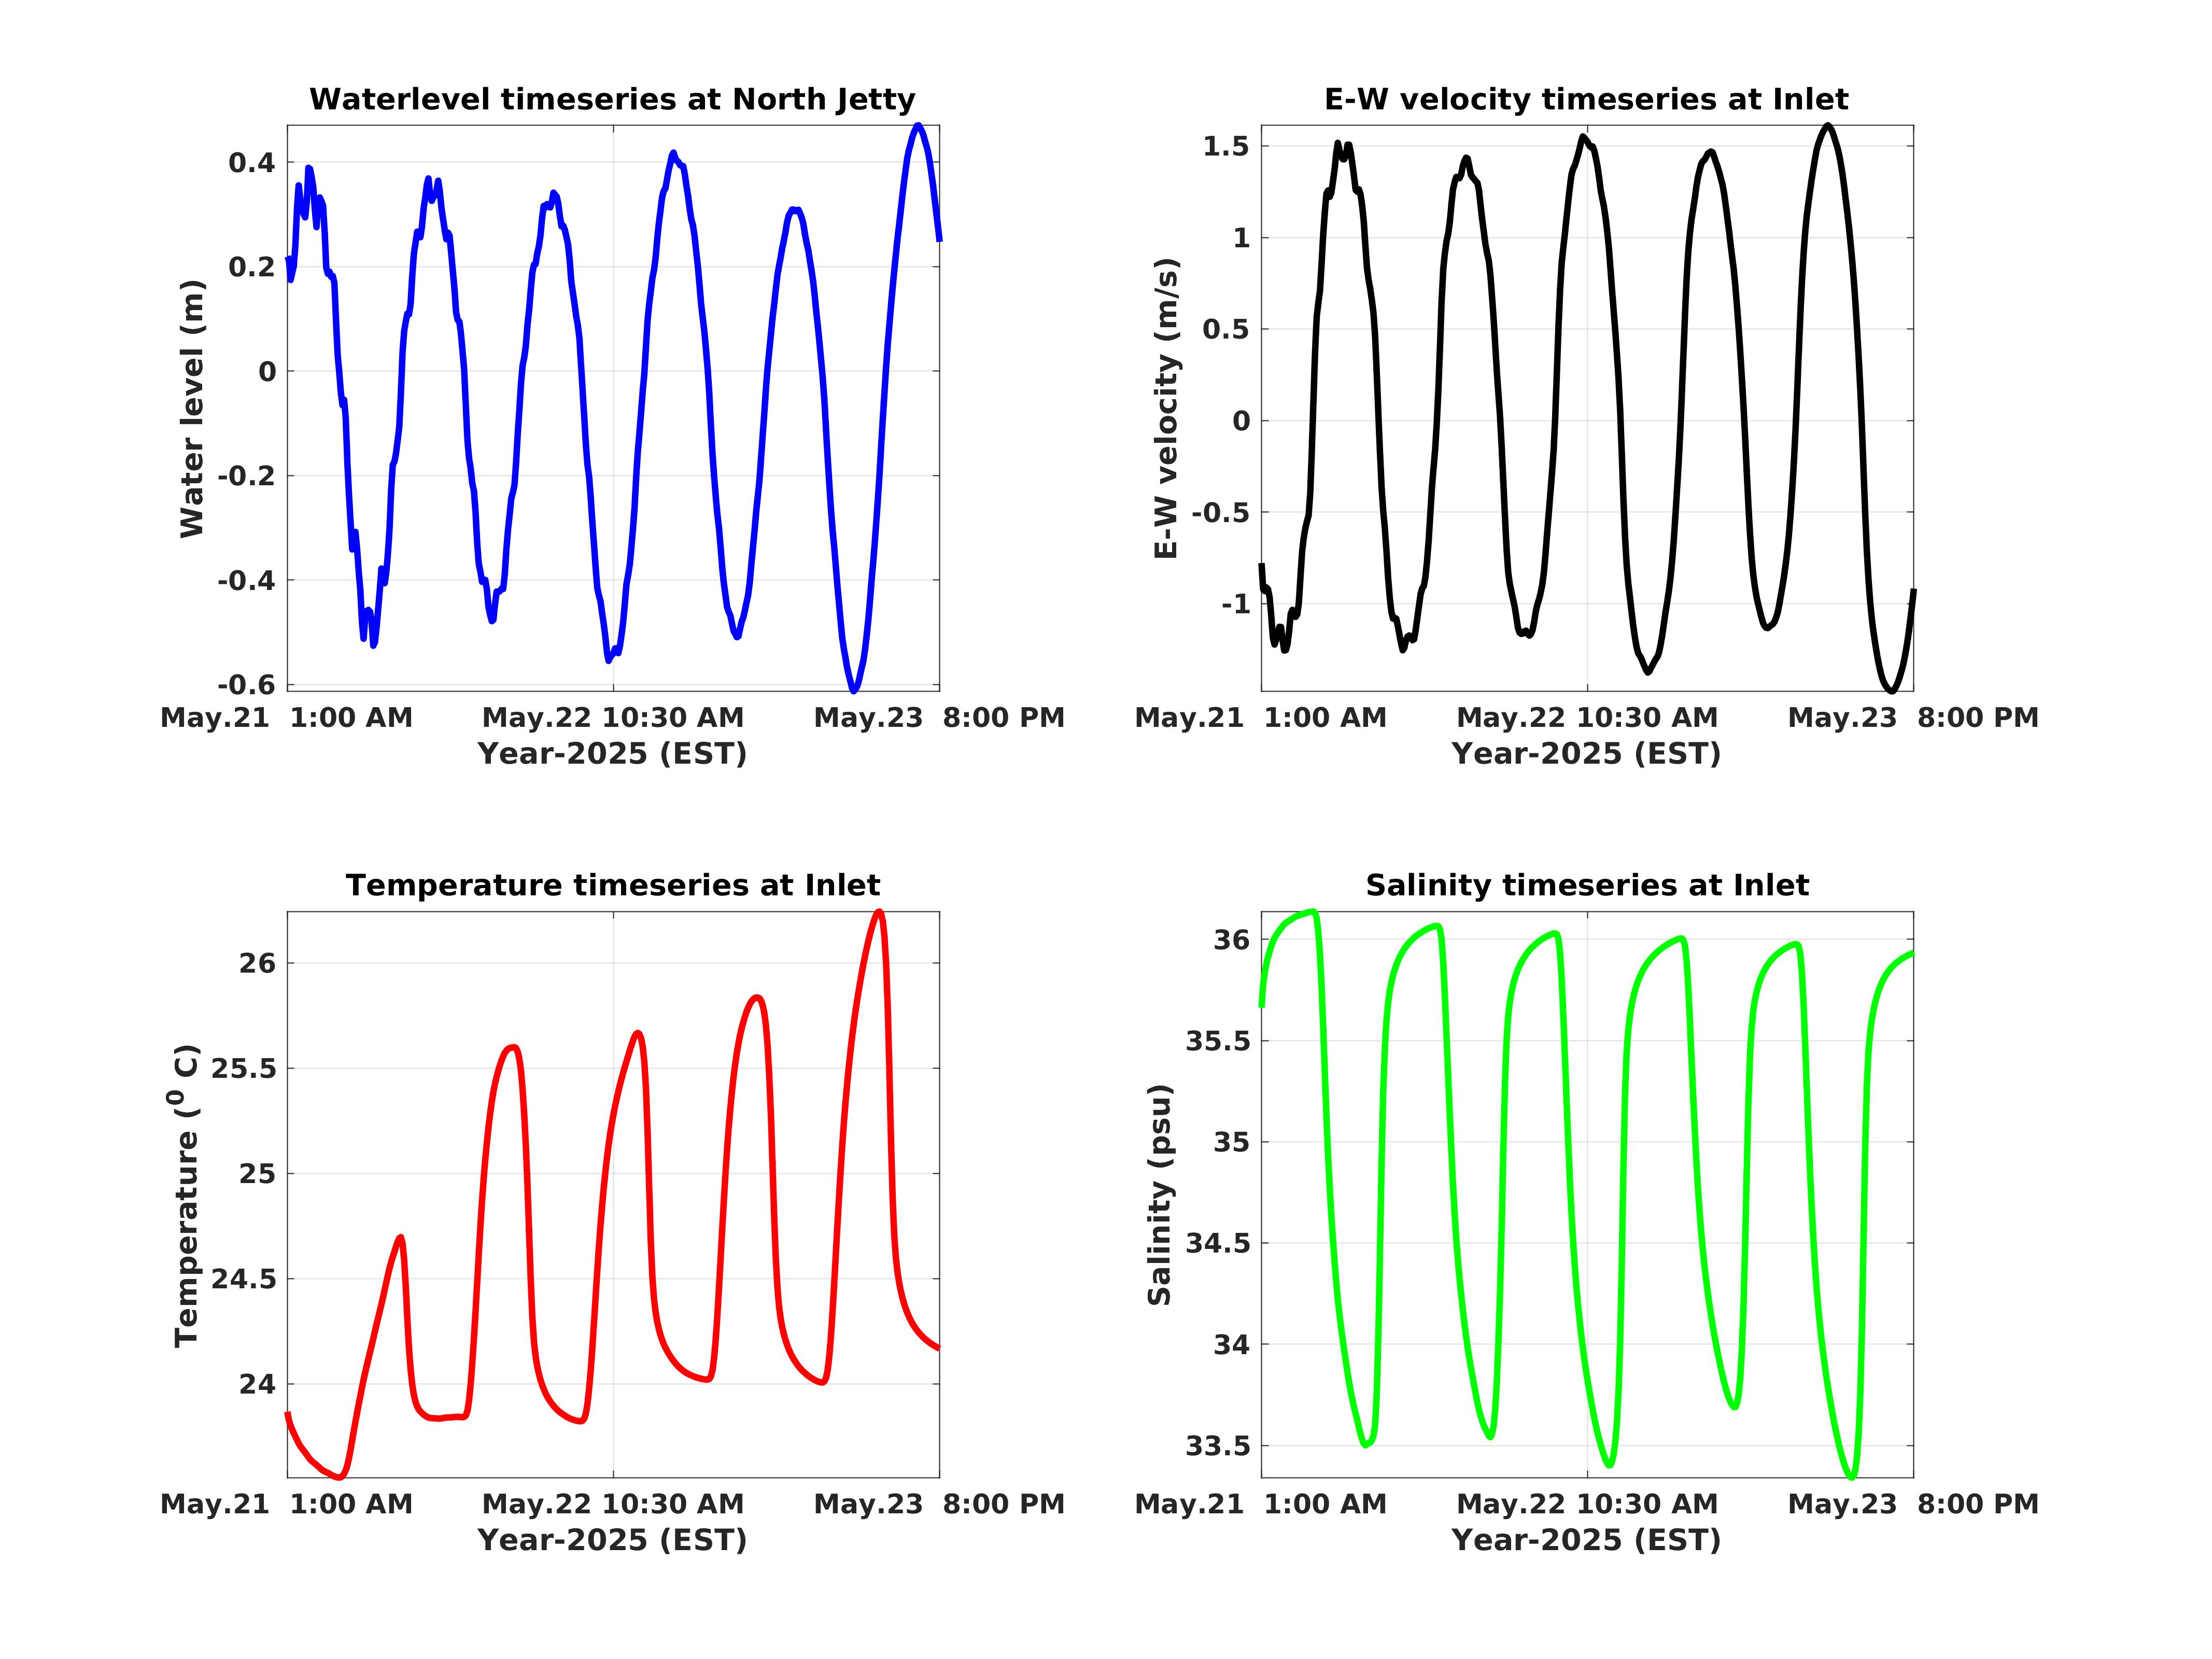 Waterlevel timeseries at North Jetty
0.4
0.2
0
-0.2
-0.4
-0.6
Water level (m)
May.21  1:00 AM
May.22 10:30 AM
May.23  8:00 PM
Year-2025 (EST)
E-W velocity timeseries at Inlet
1.5
1
0.5
0
-0.5
-1
E-W velocity (m/s)
May.21  1:00 AM
May.22 10:30 AM
May.23  8:00 PM
Year-2025 (EST)
Temperature timeseries at Inlet
26
25.5
25
24.5
24
Temperature (⁰ C)
May.21  1:00 AM
May.22 10:30 AM
May.23  8:00 PM
Year-2025 (EST)
Salinity timeseries at Inlet
36
35.5
35
34.5
34
33.5
Salinity (psu)
May.21  1:00 AM
May.22 10:30 AM
May.23  8:00 PM
Year-2025 (EST)